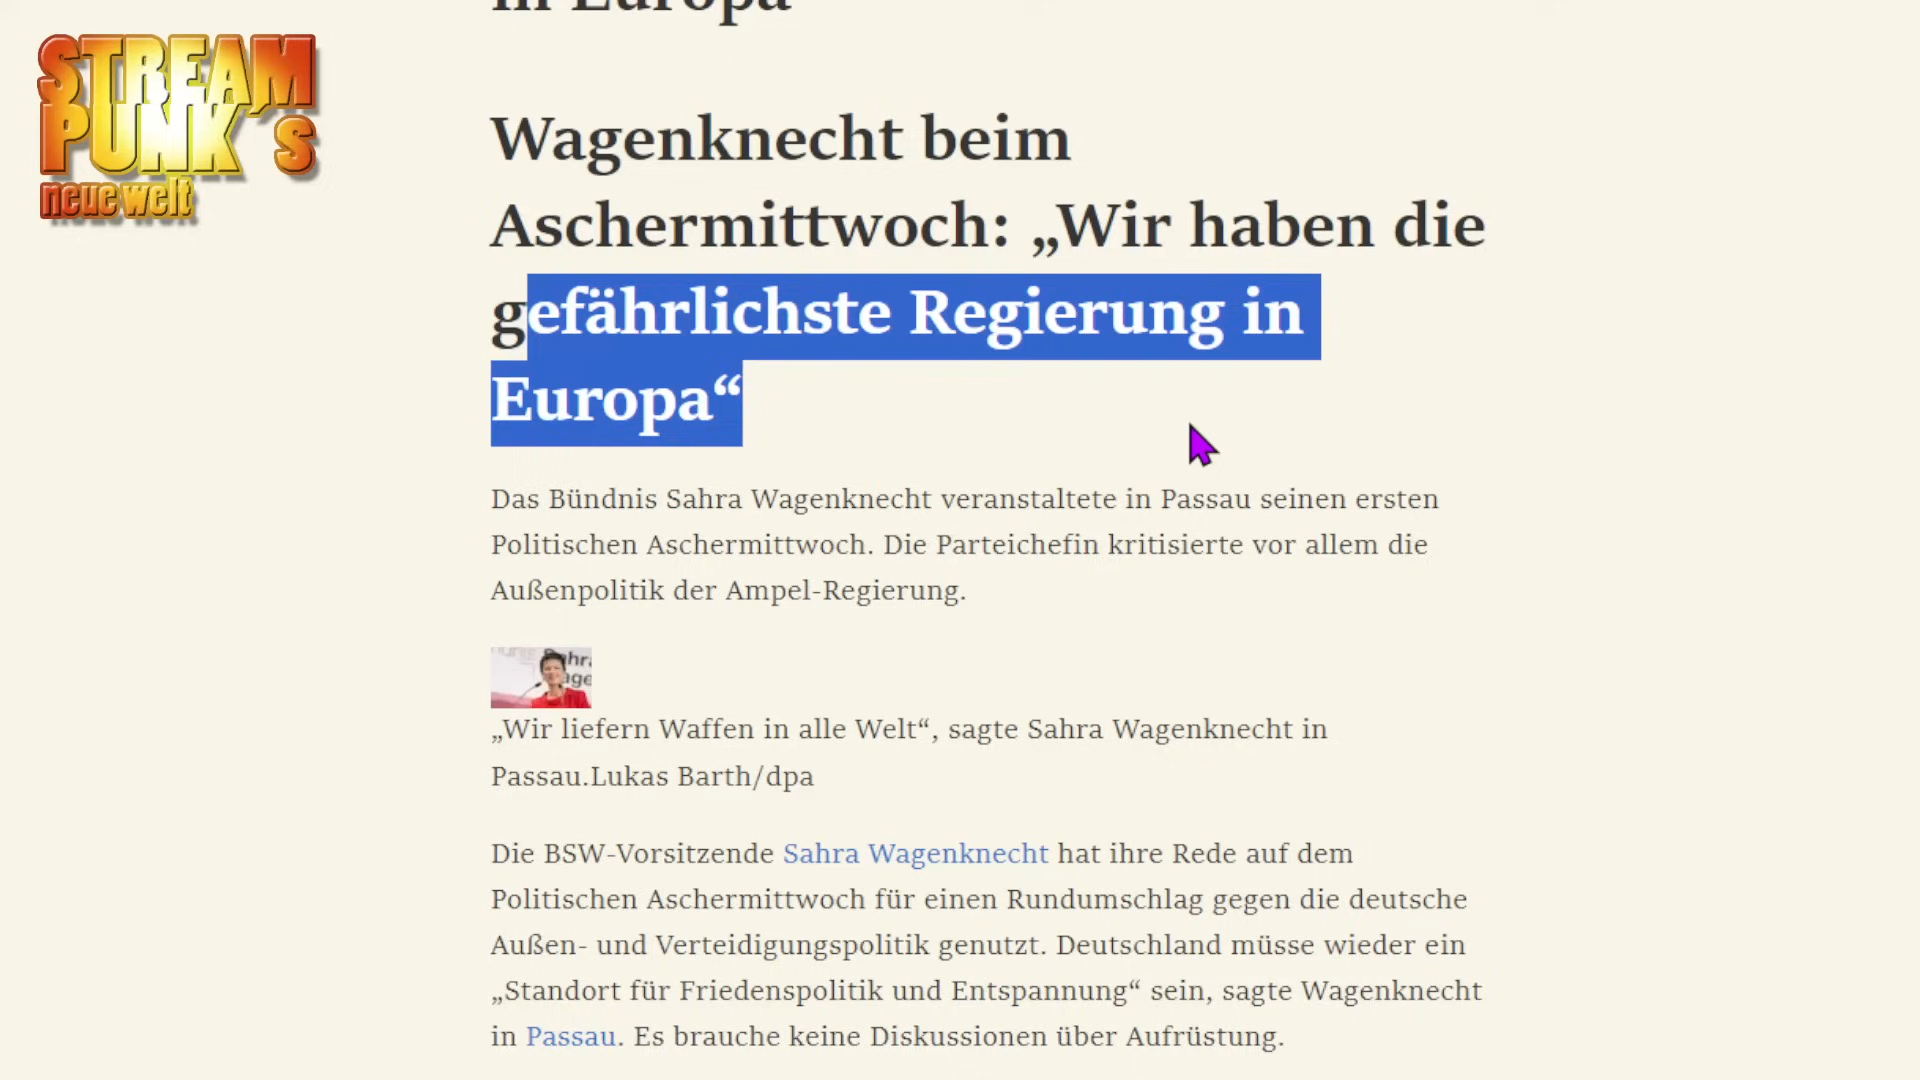 STREAM
PUNK´s
neue welt
in Europa
Wagenknecht beim
Aschermittwoch: „Wir haben die
gefährlichste Regierung in
Europa“
Das Bündnis Sahra Wagenknecht veranstaltete in Passau seinen ersten
Politischen Aschermittwoch. Die Parteichefin kritisierte vor allem die
Außenpolitik der Ampel-Regierung.
„Wir liefern Waffen in alle Welt“, sagte Sahra Wagenknecht in
Passau.Lukas Barth/dpa
Die BSW-Vorsitzende Sahra Wagenknecht hat ihre Rede auf dem
Politischen Aschermittwoch für einen Rundumschlag gegen die deutsche
Außen- und Verteidigungspolitik genutzt. Deutschland müsse wieder ein
„Standort für Friedenspolitik und Entspannung“ sein, sagte Wagenknecht
in Passau. Es brauche keine Diskussionen über Aufrüstung.